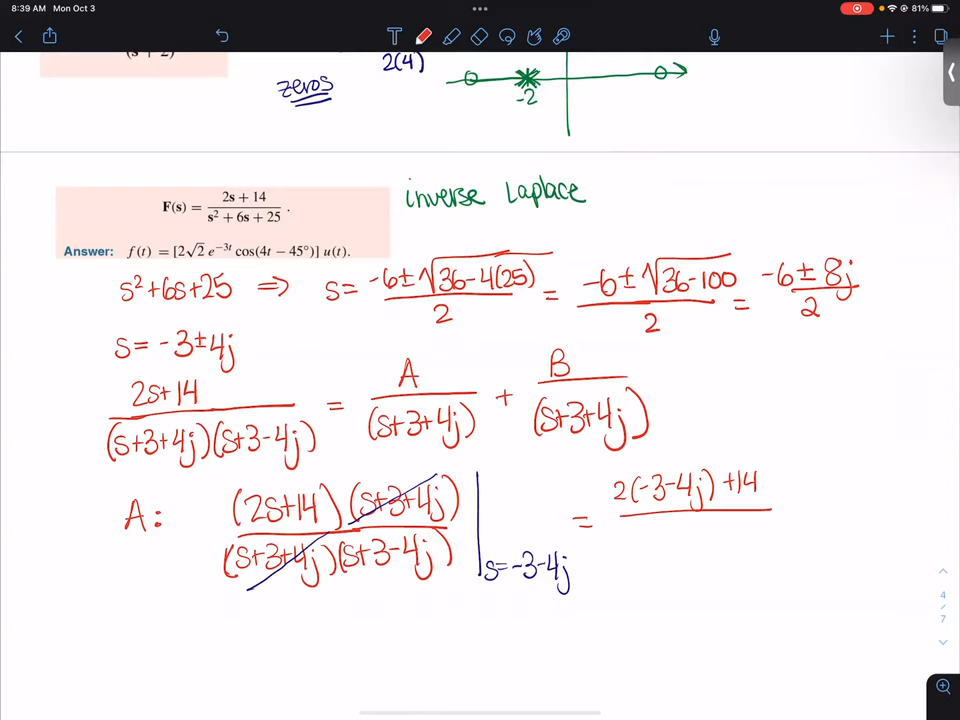 8:39 AM Mon Oct 3
81%
(s + 2)
2(4)
zeros
-2
F(s) = 2s + 14 / s² + 6s + 25 .
inverse Laplace
Answer: f(t) = [2√2 e^−3t cos(4t − 45°)] u(t).
s²+6s+25 ⇒ s= -6±√36-4(25) / 2 = -6±√36-100 / 2 = -6±8j / 2
s= -3±4j
2s+14 / (s+3+4j)(s+3-4j) = A / (s+3+4j) + B / (s+3+4j)
A: (2s+14)(s+3+4j) / (s+3+4j)(s+3-4j) | s=-3-4j = 2(-3-4j)+14
4
/
7